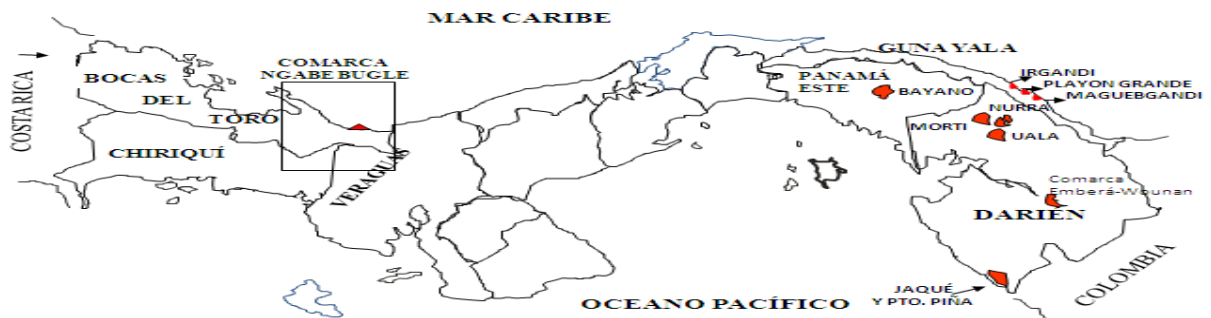 MAR CARIBE
COSTA RICA
BOCAS
DEL
TORO
CHIRIQUÍ
COMARCA
NGABE BUGLE
VERAGUAS
PANAMÁ
ESTE
BAYANO
GUNA YALA
IRGANDI
PLAYON GRANDE
MAGUEBGANDI
NURRA
MORTI
UALA
Comarca
Emberá-Wounan
DARIÉN
JAQUÉ
Y PTO. PIÑA
COLOMBIA
OCEANO PACÍFICO